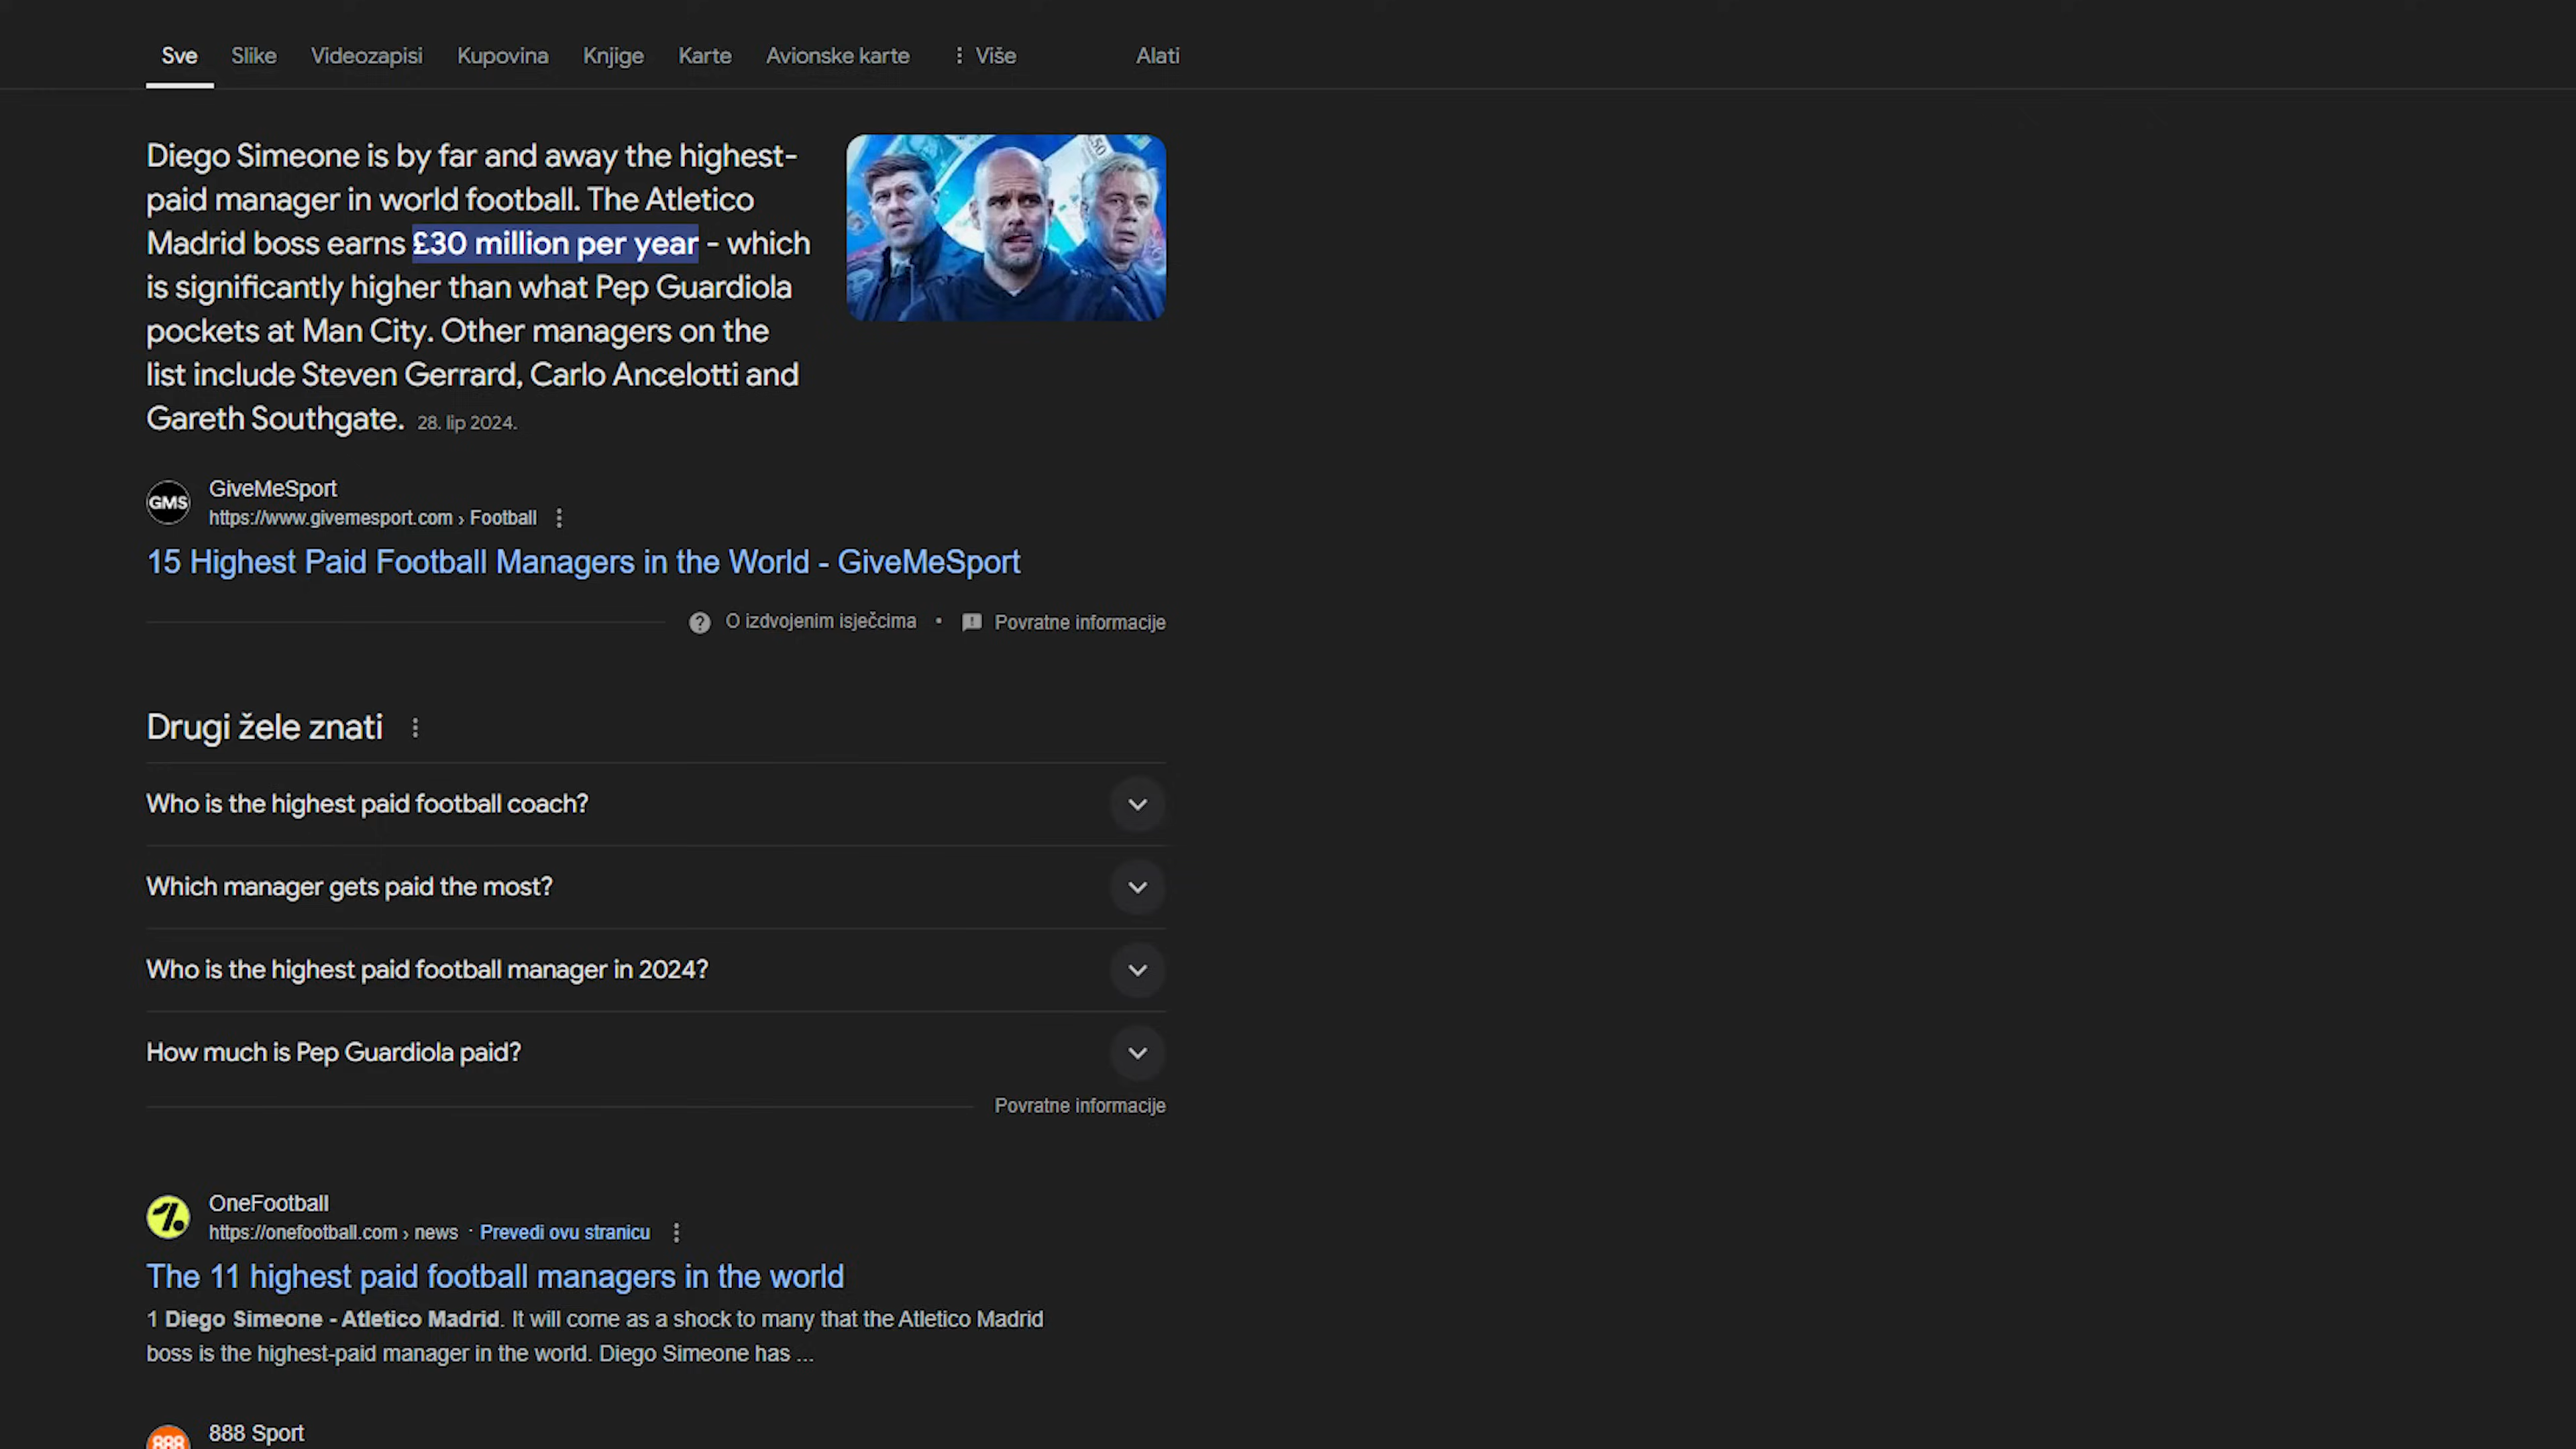 Sve Slike Videozapisi Kupovina Knjige Karte Avionske karte Više Alati
Diego Simeone is by far and away the highest-
paid manager in world football. The Atletico
Madrid boss earns £30 million per year - which
is significantly higher than what Pep Guardiola
pockets at Man City. Other managers on the
list include Steven Gerrard, Carlo Ancelotti and
Gareth Southgate. 28. lip 2024.
50
GMS
GiveMeSport
https://www.givemesport.com › Football
15 Highest Paid Football Managers in the World - GiveMeSport
O izdvojenim isječcima • Povratne informacije
Drugi žele znati
Who is the highest paid football coach?
Which manager gets paid the most?
Who is the highest paid football manager in 2024?
How much is Pep Guardiola paid?
Povratne informacije
OneFootball
https://onefootball.com › news · Prevedi ovu stranicu
The 11 highest paid football managers in the world
1 Diego Simeone - Atletico Madrid. It will come as a shock to many that the Atletico Madrid
boss is the highest-paid manager in the world. Diego Simeone has ...
888
888 Sport